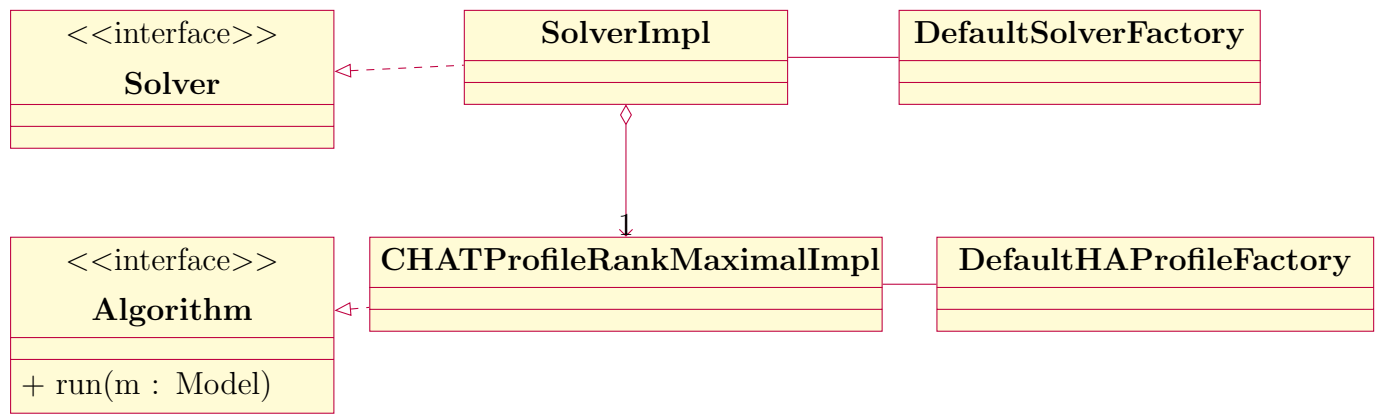 <<interface>>
Solver
SolverImpl
DefaultSolverFactory
1
<<interface>>
Algorithm
+ run(m : Model)
CHATProfileRankMaximalImpl
DefaultHAProfileFactory